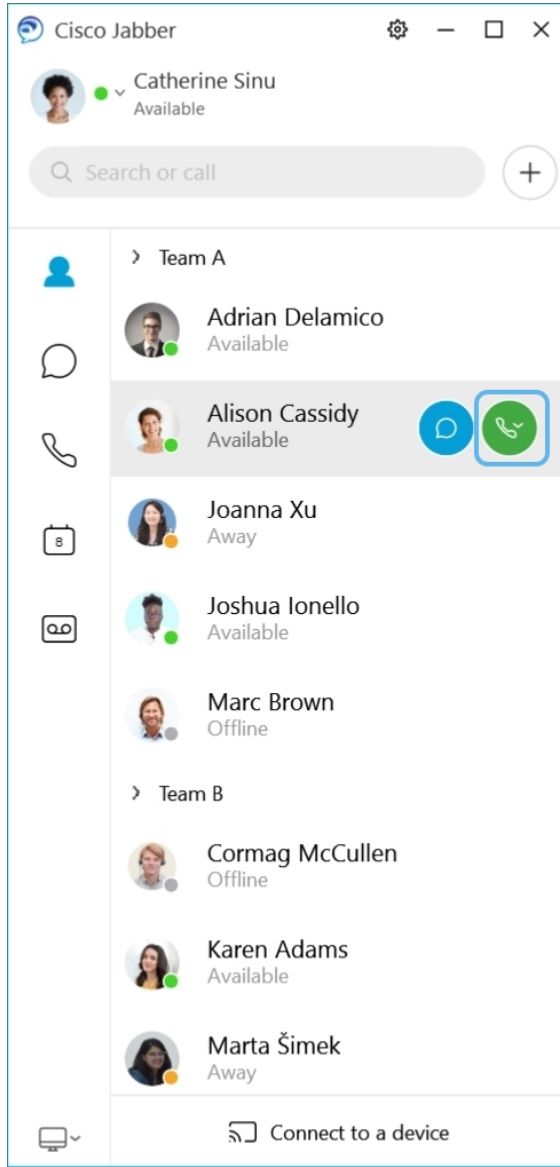 Cisco Jabber
Catherine Sinu
Available
Search or call
Team A
Adrian Delamico
Available
Alison Cassidy
Available
Joanna Xu
Away
8
Joshua Ionello
Available
Marc Brown
Offline
Team B
Cormag McCullen
Offline
Karen Adams
Available
Marta Šimek
Away
Connect to a device